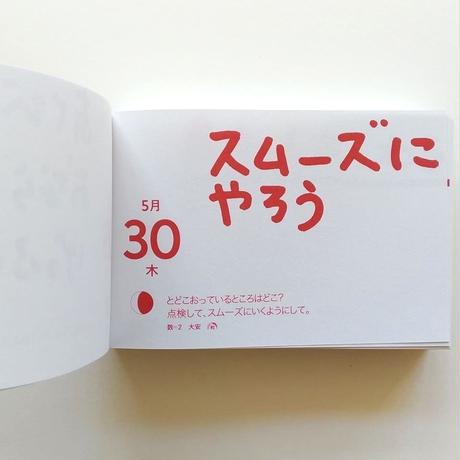 スムーズに
やろう
5月
30
木
とどこおっているところはどこ?
点検して、スムーズにいくようにして。
数-2 大安